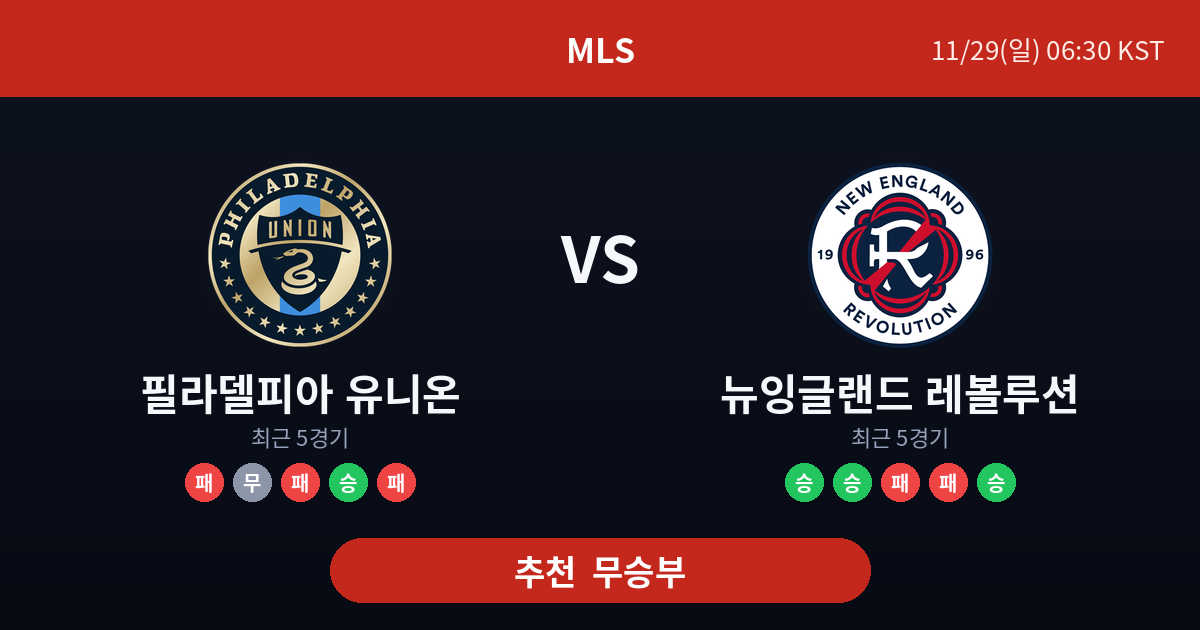 MLS
11/29(일) 06:30 KST
PHILADELPHIA
UNION
VS
NEW ENGLAND
19 96
REVOLUTION
필라델피아 유니온
뉴잉글랜드 레볼루션
최근 5경기
최근 5경기
패 무 패 승 패
승 승 패 패 승
추천 무승부